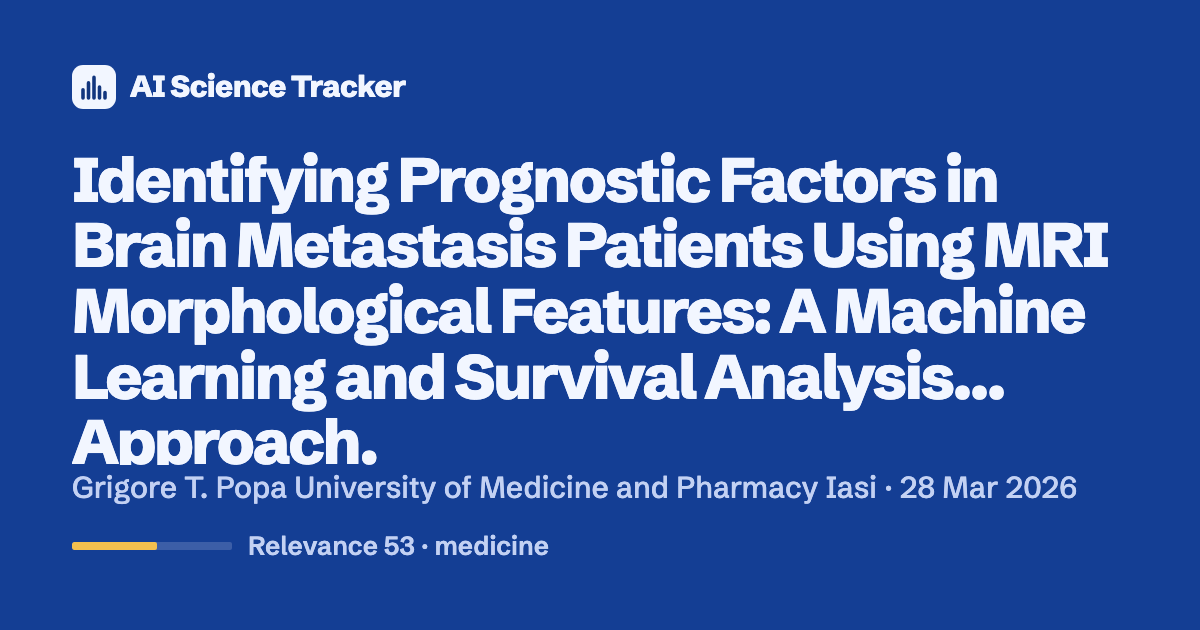 AI Science Tracker
Identifying Prognostic Factors in
Brain Metastasis Patients Using MRI
Morphological Features: A Machine
Learning and Survival Analysis...
Approach.
Grigore T. Popa University of Medicine and Pharmacy Iasi · 28 Mar 2026
Relevance 53 · medicine